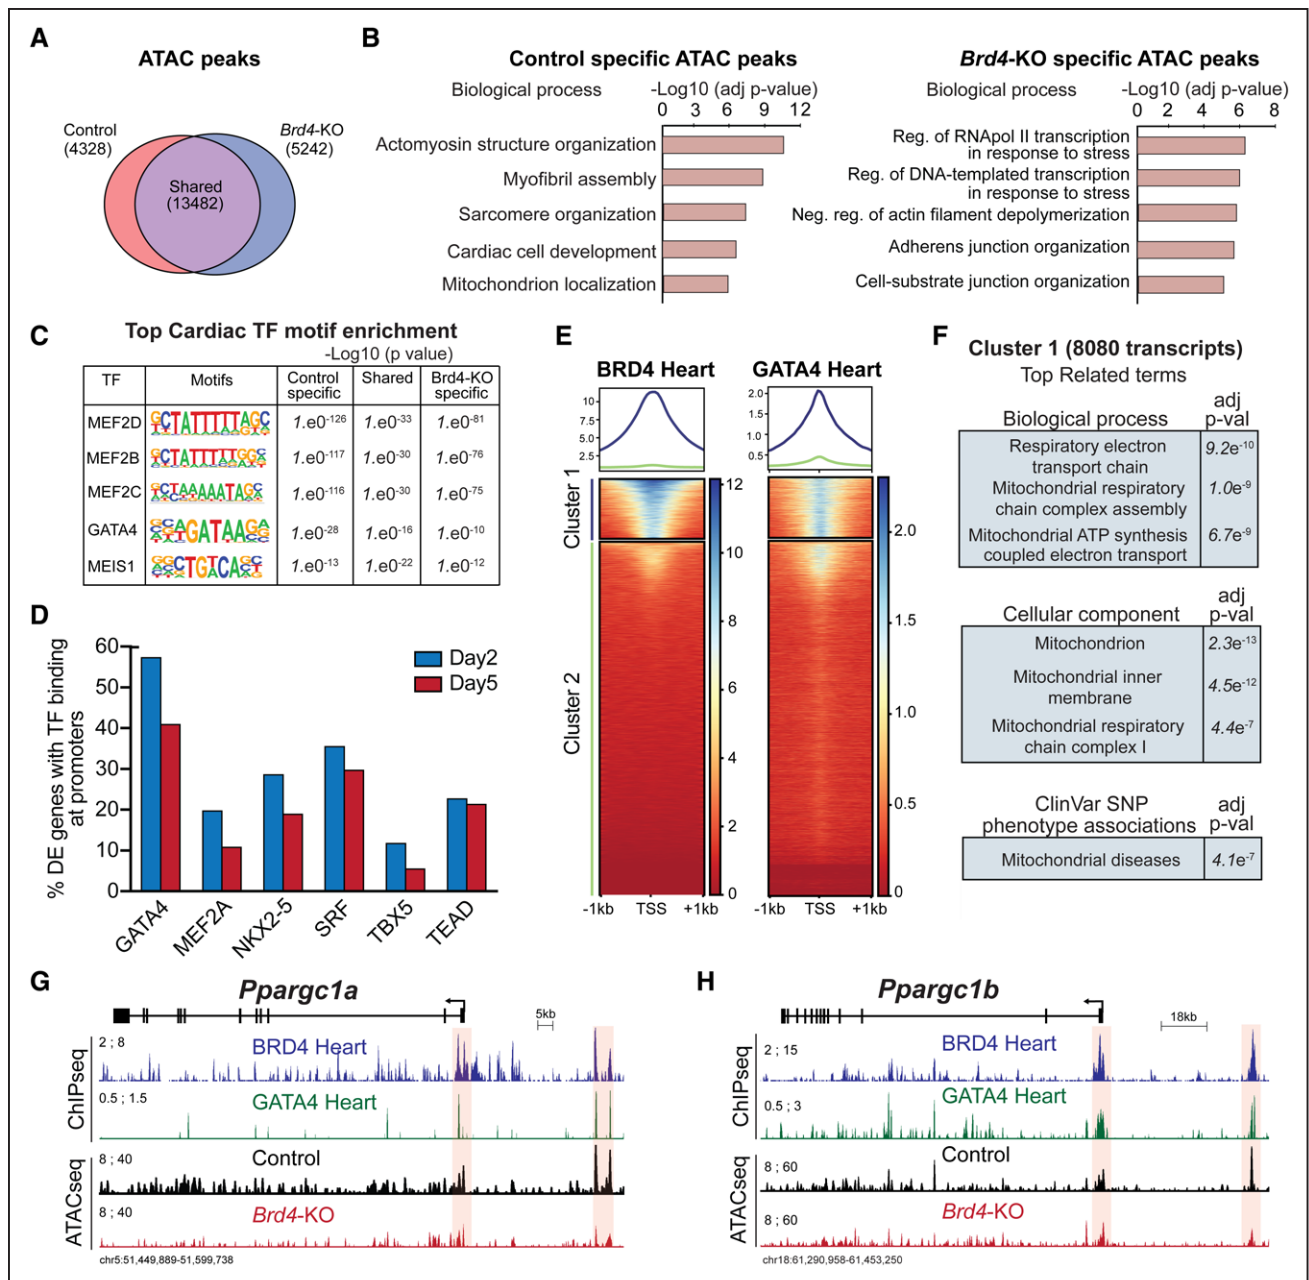 A
ATAC peaks
Control
(4328)
Brd4-KO
(5242)
Shared
(13482)
B
Control specific ATAC peaks
Biological process
-Log10 (adj p-value)
0 3 6 9 12
Actomyosin structure organization
Myofibril assembly
Sarcomere organization
Cardiac cell development
Mitochondrion localization
Brd4-KO specific ATAC peaks
Biological process
-Log10 (adj p-value)
0 2 4 6 8
Reg. of RNApol II transcription
in response to stress
Reg. of DNA-templated transcription
in response to stress
Neg. reg. of actin filament depolymerization
Adherens junction organization
Cell-substrate junction organization
C
Top Cardiac TF motif enrichment
-Log10 (p value)
TF Motifs Control specific Shared Brd4-KO specific
MEF2D GCTATTTTTAGC 1.e0-126 1.e0-33 1.e0-81
MEF2B GCTATTTTTGGC 1.e0-117 1.e0-30 1.e0-76
MEF2C GCTAAAAATAGC 1.e0-116 1.e0-30 1.e0-75
GATA4 1.e0-28 1.e0-16 1.e0-10
MEIS1 1.e0-13 1.e0-22 1.e0-12
D
% DE genes with TF binding
at promoters
60
50
40
30
20
10
0
Day2
Day5
GATA4 MEF2A NKX2-5 SRF TBX5 TEAD
E
BRD4 Heart
10
7.5
5.0
2.5
GATA4 Heart
2.0
1.5
1.0
0.5
Cluster 1
Cluster 2
12
10
8
6
4
2
0
2.0
1.5
1.0
0.5
0
-1kb TSS +1kb
-1kb TSS +1kb
F
Cluster 1 (8080 transcripts)
Top Related terms
Biological process adj p-val
Respiratory electron
transport chain 9.2e-10
Mitochondrial respiratory
chain complex assembly 1.0e-9
Mitochondrial ATP synthesis
coupled electron transport 6.7e-9
Cellular component adj p-val
Mitochondrion 2.3e-13
Mitochondrial inner
membrane 4.5e-12
Mitochondrial respiratory
chain complex I 4.4e-7
ClinVar SNP
phenotype associations adj p-val
Mitochondrial diseases 4.1e-7
G
Ppargc1a
5kb
ChIPseq
2 ; 8
BRD4 Heart
0.5 ; 1.5
GATA4 Heart
ATACseq
8 ; 40
Control
8 ; 40
Brd4-KO
chr5:51,449,889-51,599,738
H
Ppargc1b
18kb
ChIPseq
2 ; 15
BRD4 Heart
0.5 ; 3
GATA4 Heart
ATACseq
8 ; 60
Control
8 ; 60
Brd4-KO
chr18:61,290,958-61,453,250